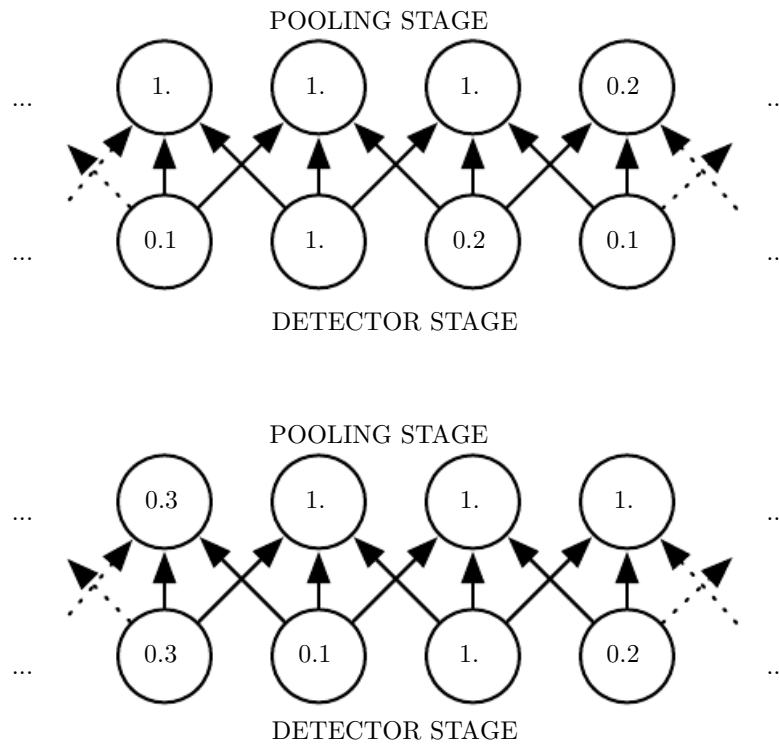 POOLING STAGE
... 1. 1. 1. 0.2 ..
... 0.1 1. 0.2 0.1 ..
DETECTOR STAGE
POOLING STAGE
... 0.3 1. 1. 1. ..
... 0.3 0.1 1. 0.2 ..
DETECTOR STAGE